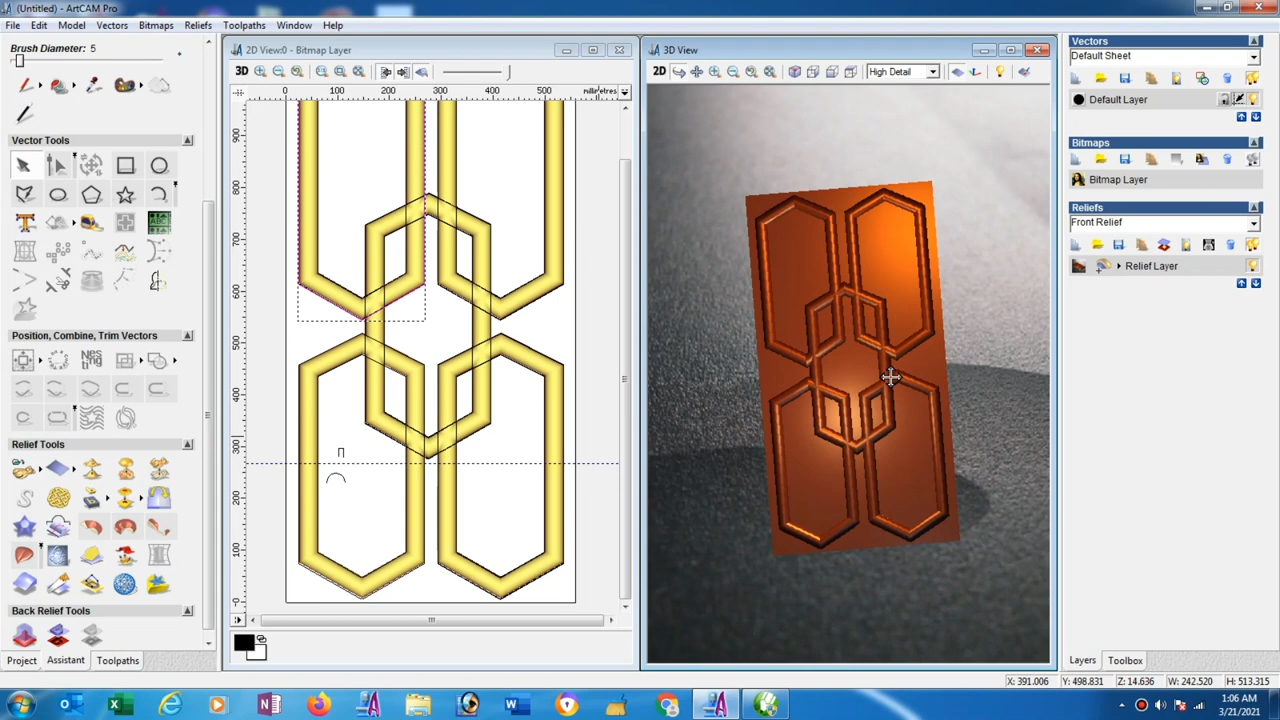 (Untitled) - ArtCAM Pro
File Edit Model Vectors Bitmaps Reliefs Toolpaths Window Help
Brush Diameter: 5
Vector Tools
Position, Combine, Trim Vectors
Relief Tools
Back Relief Tools
Project Assistant Toolpaths
2D View:0 - Bitmap Layer
3D
0 100 200 300 400 500 millimetres
900
800
700
600
500
400
300
200
100
-0
3D View
2D High Detail
Vectors
Default Sheet
Default Layer
Bitmaps
Bitmap Layer
Reliefs
Front Relief
Relief Layer
Layers Toolbox
X: 391.006 Y: 498.831 Z: 14.636 W: 242.520 H: 513.315
1:06 AM
3/21/2021